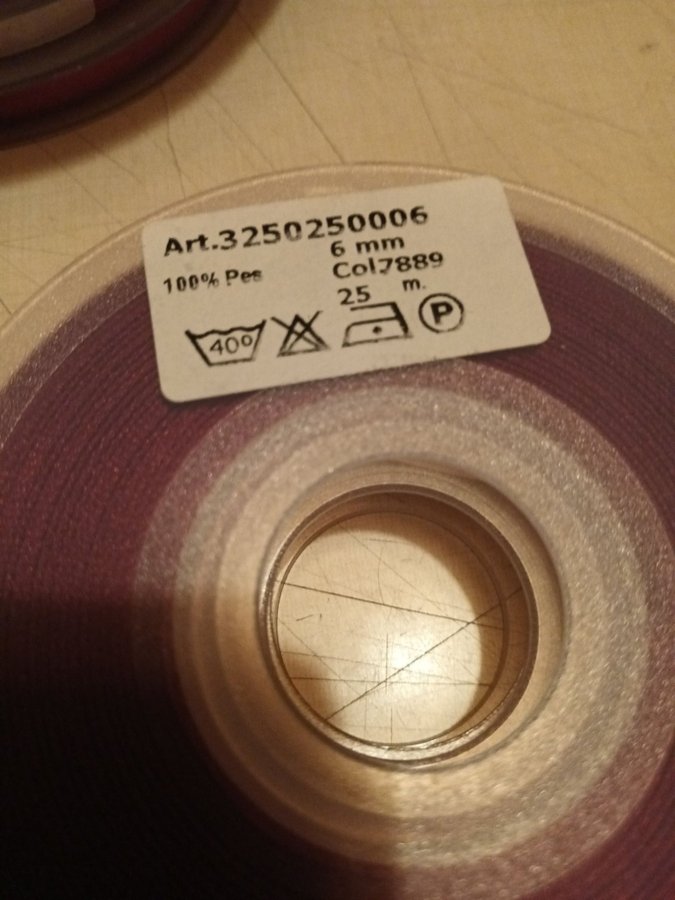 Art.3250250006
6 mm
100% Pes
Col7889
25 m.
40° P